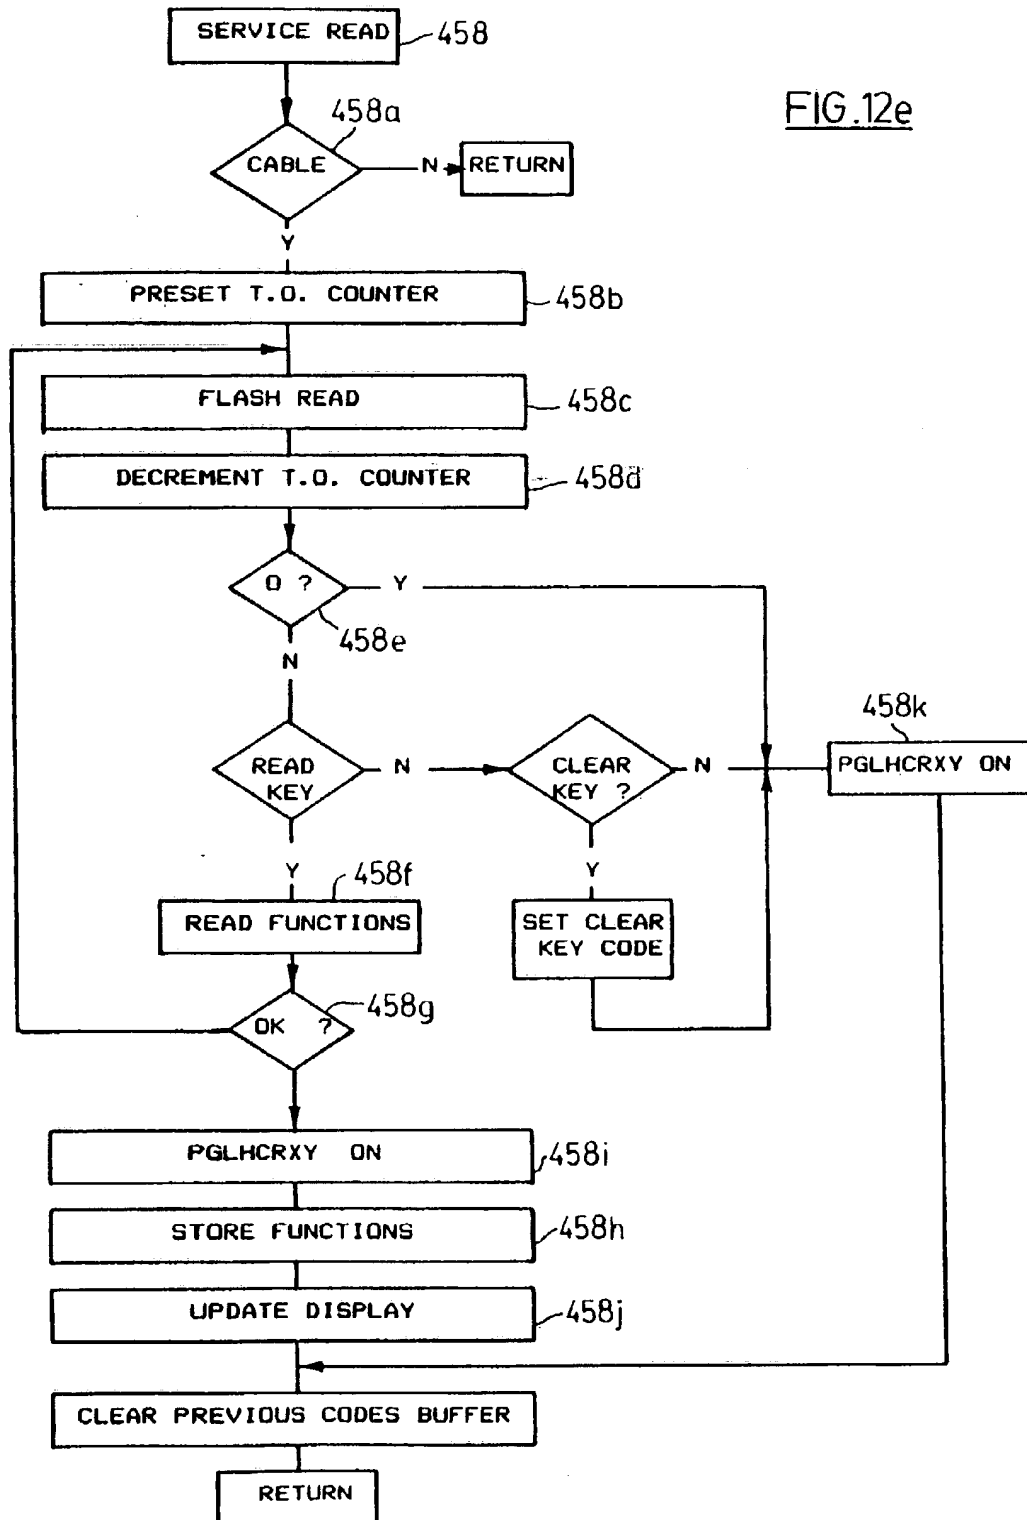 SERVICE READ
458
FIG.12e
458a
CABLE
N
RETURN
Y
PRESET T.O. COUNTER
458b
FLASH READ
458c
DECREMENT T.O. COUNTER
458d
0 ?
Y
458e
N
458k
READ
KEY
N
CLEAR
KEY ?
N
PGLHCRXY ON
Y
458f
Y
READ FUNCTIONS
SET CLEAR
KEY CODE
458g
OK ?
PGLHCRXY ON
458i
STORE FUNCTIONS
458h
UPDATE DISPLAY
458j
CLEAR PREVIOUS CODES BUFFER
RETURN